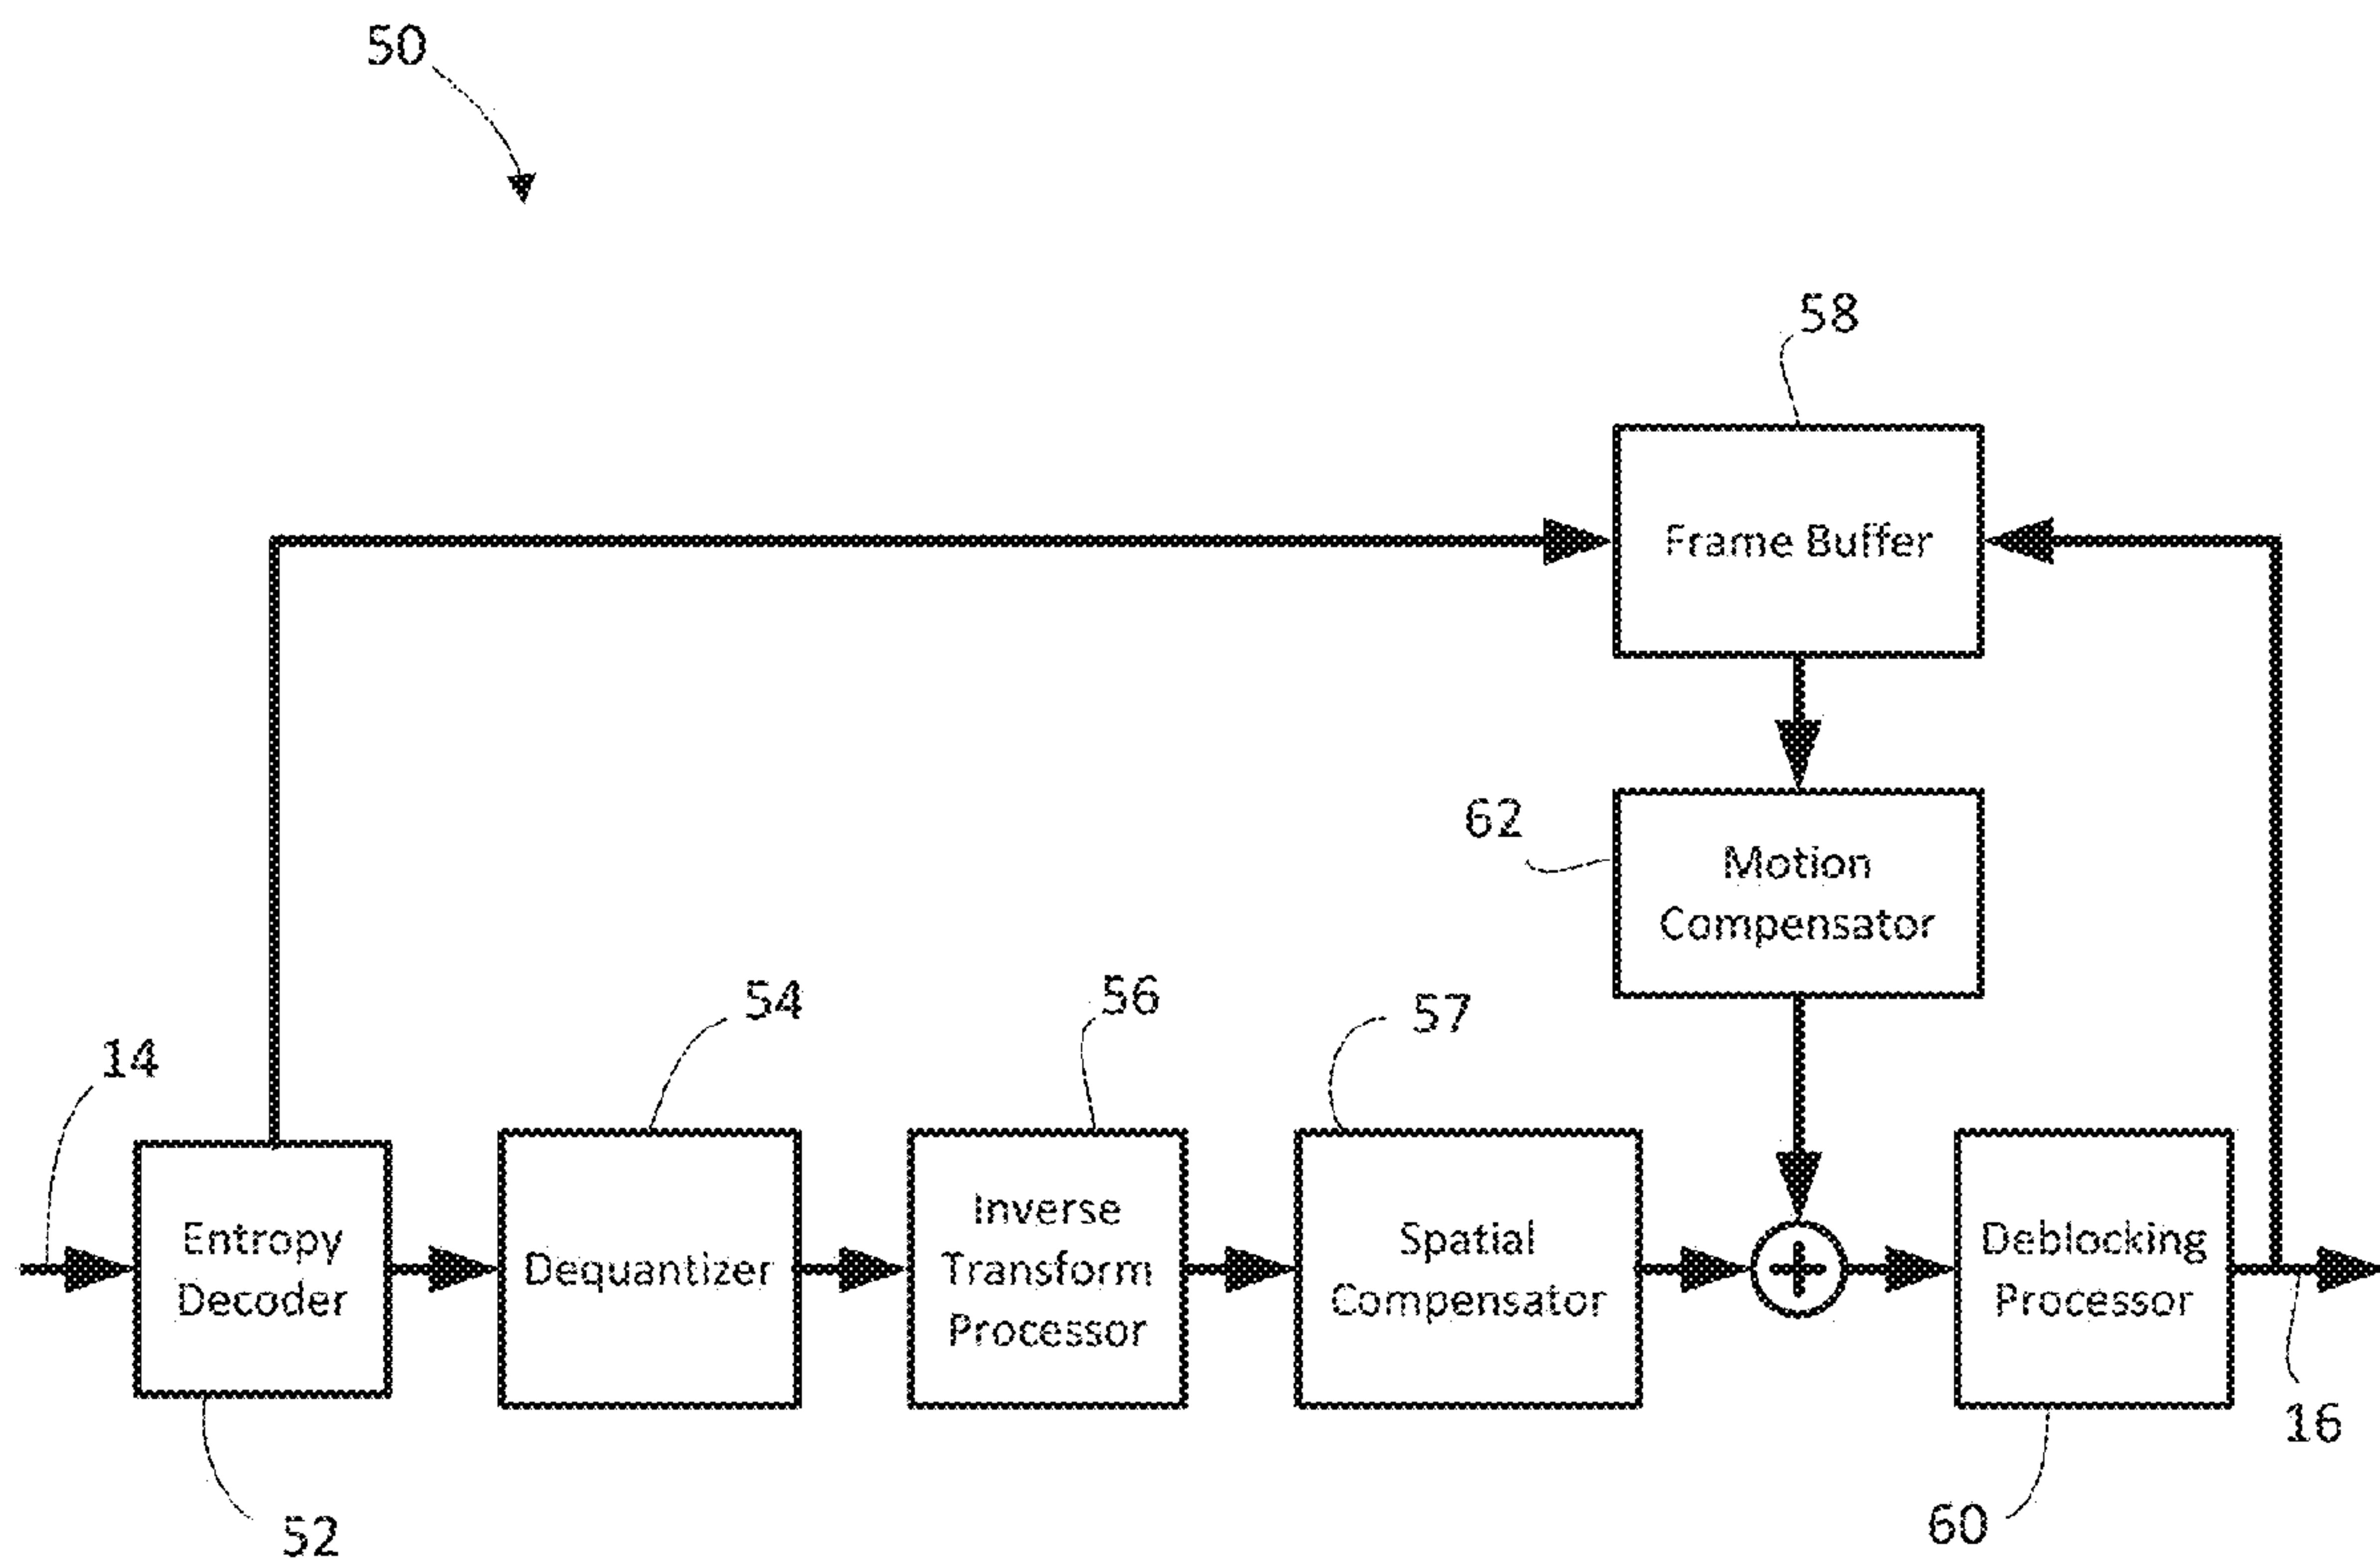 50
58
Frame Buffer
62
Motion
Compensator
14
54
56
57
Entropy
Decoder
Dequantizer
Inverse
Transform
Processor
Spatial
Compensator
+
Deblocking
Processor
16
52
60